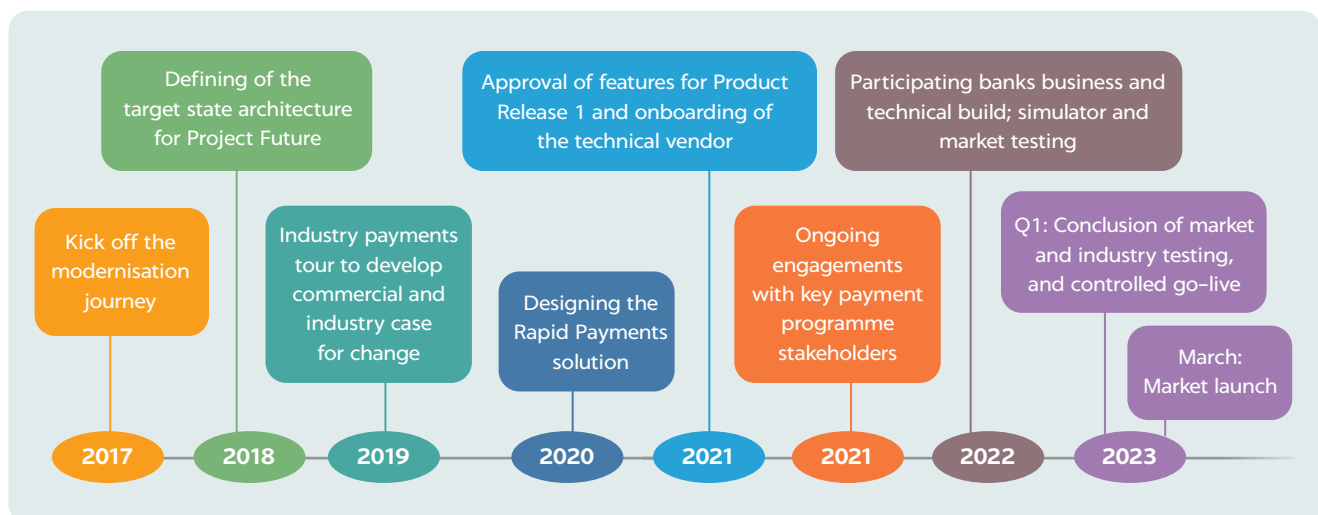 Defining of the
target state architecture
for Project Future
Approval of features for Product
Release 1 and onboarding of
the technical vendor
Participating banks business and
technical build; simulator and
market testing
Kick off the
modernisation
journey
Industry payments
tour to develop
commercial and
industry case
for change
Designing the
Rapid Payments
solution
Ongoing
engagements
with key payment
programme
stakeholders
Q1: Conclusion of market
and industry testing,
and controlled go-live
March:
Market launch
2017
2018
2019
2020
2021
2021
2022
2023